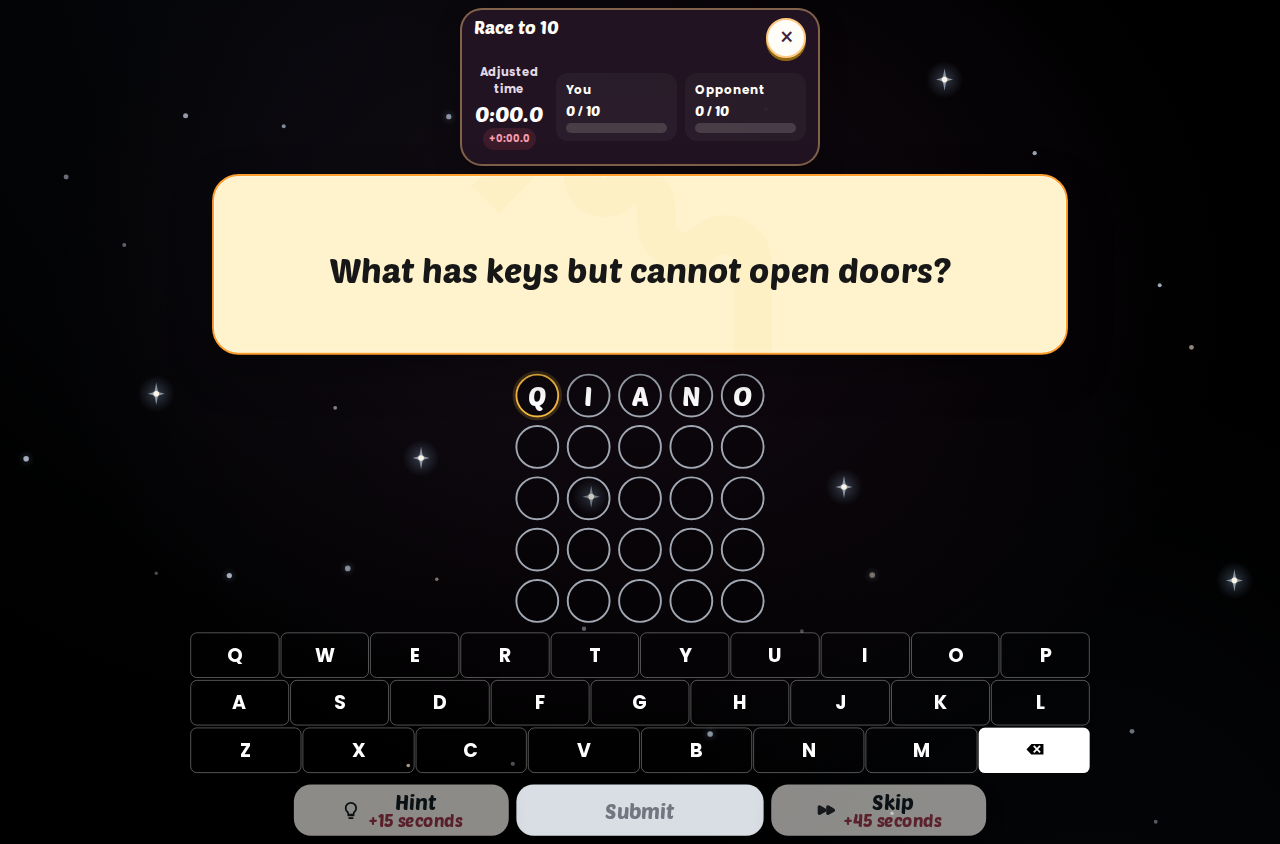 Race to 10
×
Adjusted
time
0:00.0
+0:00.0
You
0 / 10
Opponent
0 / 10
What has keys but cannot open doors?
Q I A N O
Q W E R T Y U I O P
A S D F G H J K L
Z X C V B N M
Hint
+15 seconds
Submit
Skip
+45 seconds